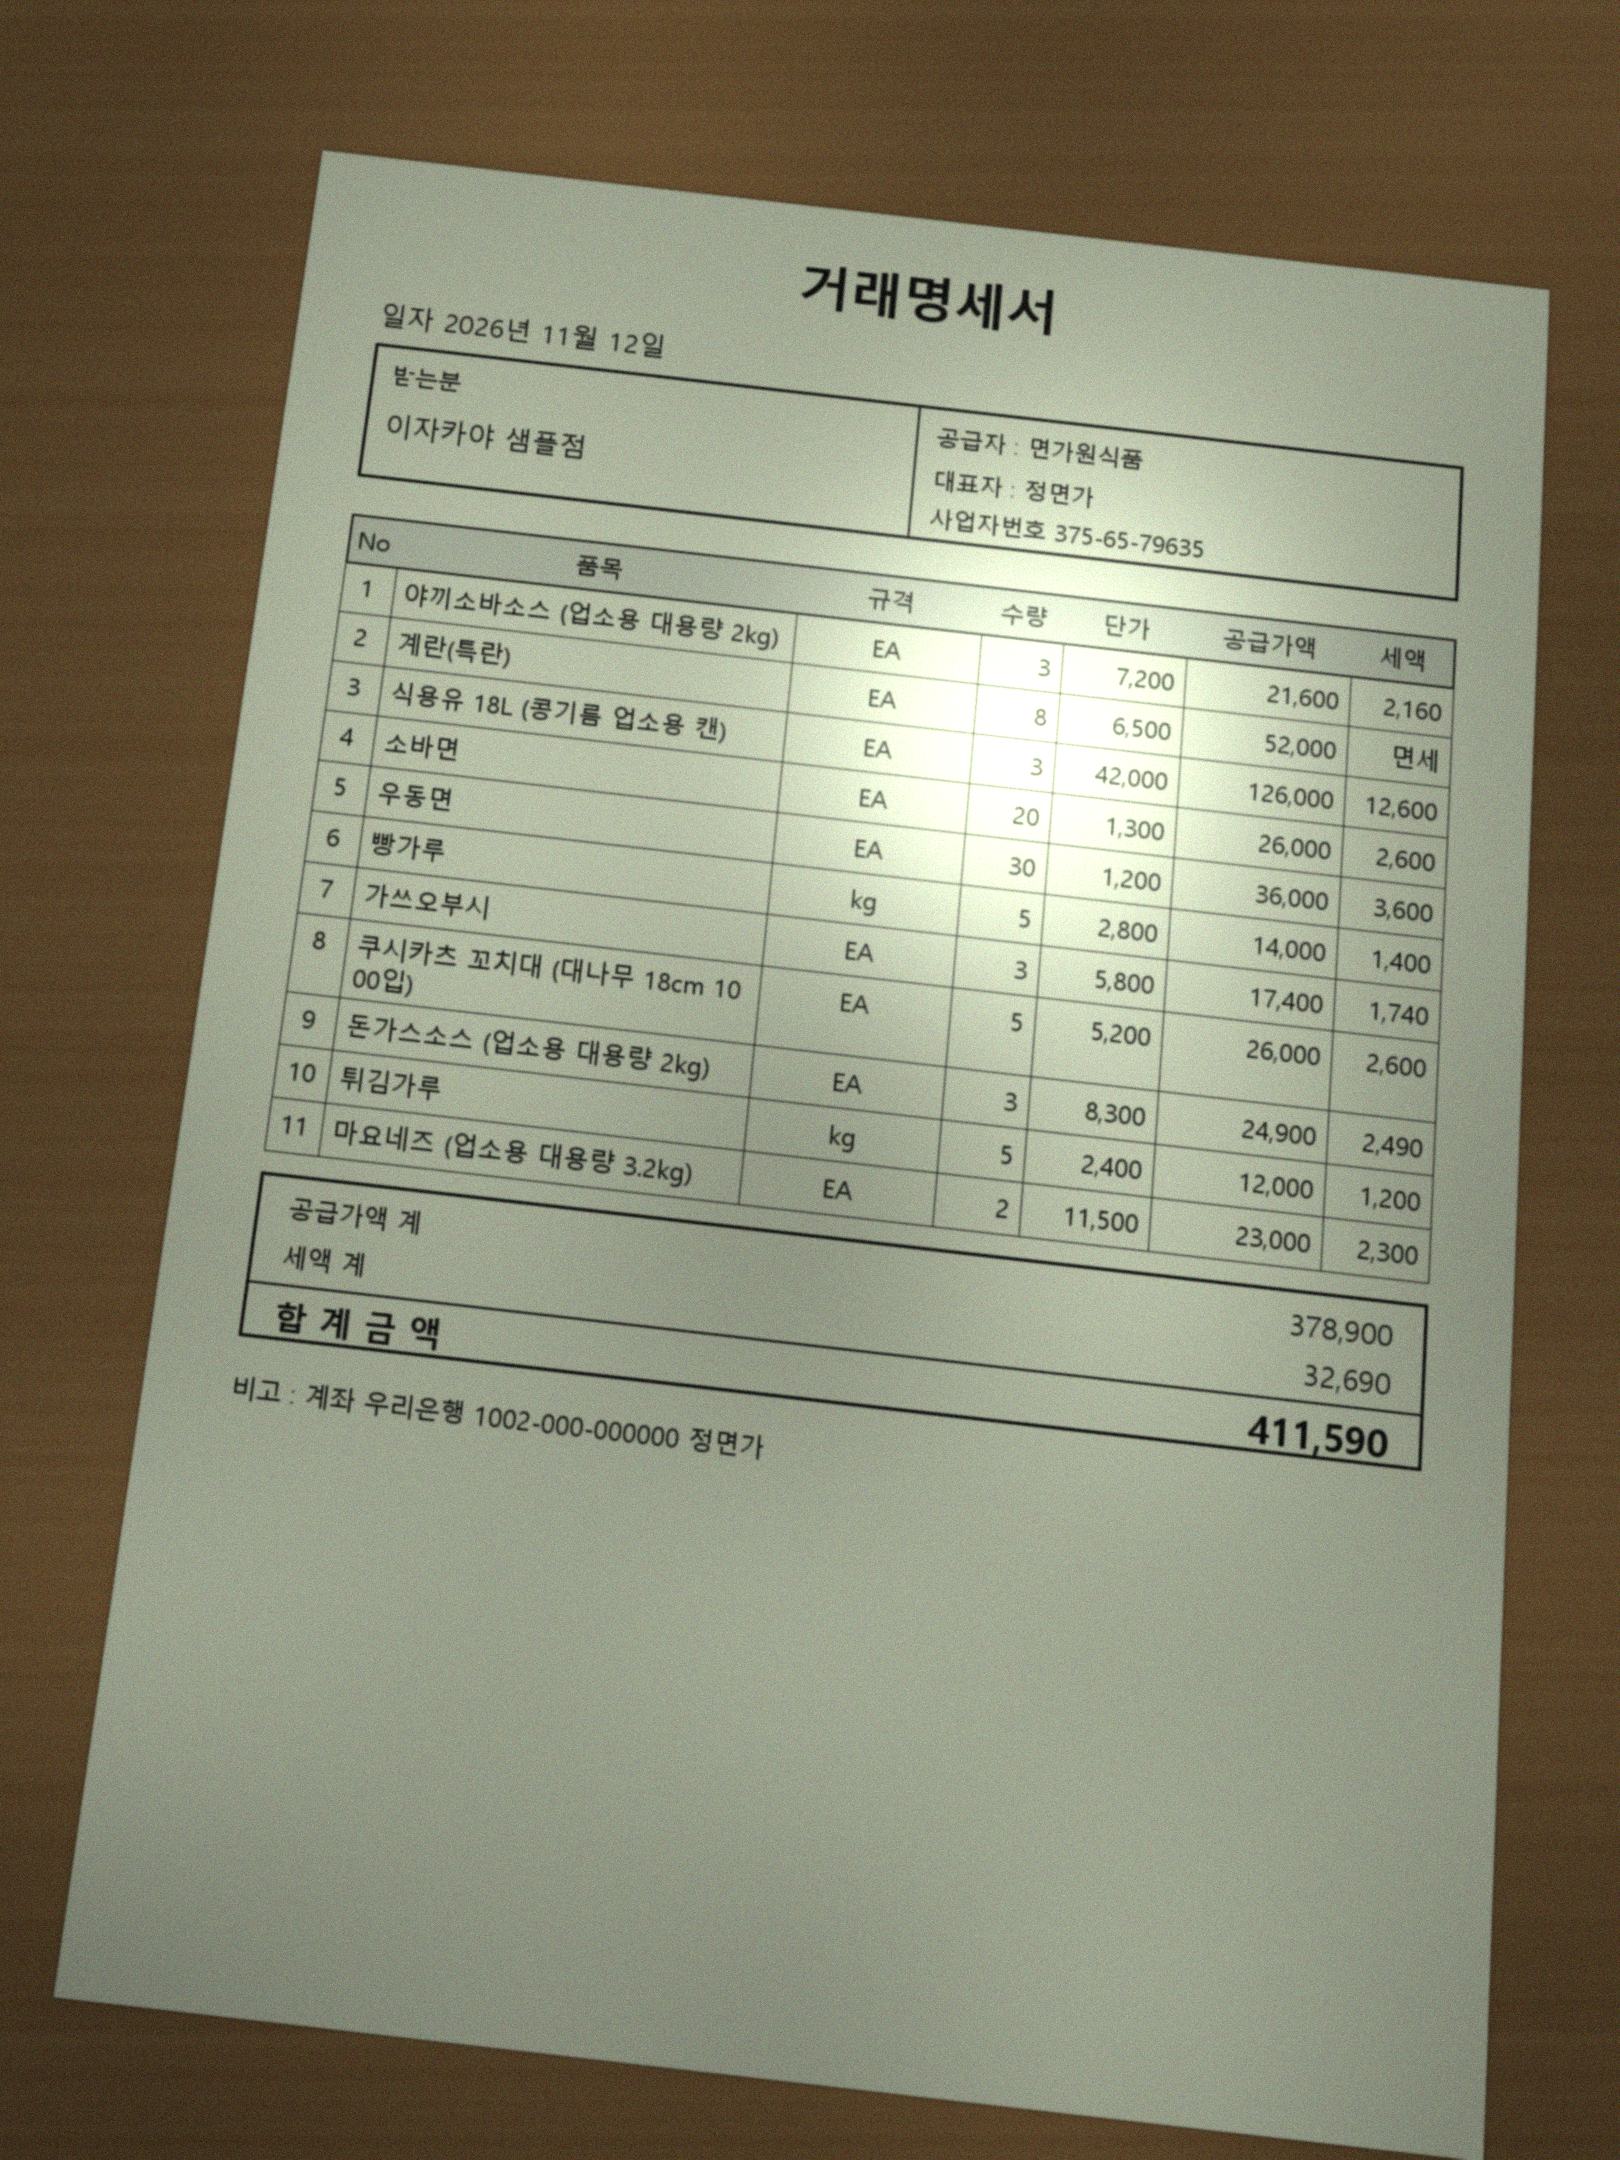 거래명세서
일자 2026년 11월 12일
받는분
이자카야 샘플점
공급자 : 면가원식품
대표자 : 정면가
사업자번호 375-65-79635
No 품목 규격 수량 단가 공급가액 세액
1 야끼소바소스 (업소용 대용량 2kg) EA 3 7,200 21,600 2,160
2 계란(특란) EA 8 6,500 52,000 면세
3 식용유 18L (콩기름 업소용 캔) EA 3 42,000 126,000 12,600
4 소바면 EA 20 1,300 26,000 2,600
5 우동면 EA 30 1,200 36,000 3,600
6 빵가루 kg 5 2,800 14,000 1,400
7 가쓰오부시 EA 3 5,800 17,400 1,740
8 쿠시카츠 꼬치대 (대나무 18cm 10 EA 5 5,200 26,000 2,600
00입)
9 돈가스소스 (업소용 대용량 2kg) EA 3 8,300 24,900 2,490
10 튀김가루 kg 5 2,400 12,000 1,200
11 마요네즈 (업소용 대용량 3.2kg) EA 2 11,500 23,000 2,300
공급가액 계 378,900
세액 계 32,690
합 계 금 액 411,590
비고 : 계좌 우리은행 1002-000-000000 정면가